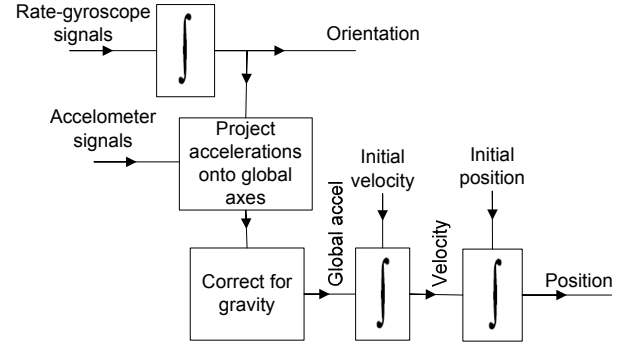 Rate-gyroscope
signals
Orientation
Accelometer
signals
Project
accelerations
onto global
axes
Initial
velocity
Initial
position
Correct for
gravity
Global accel
Velocity
Position